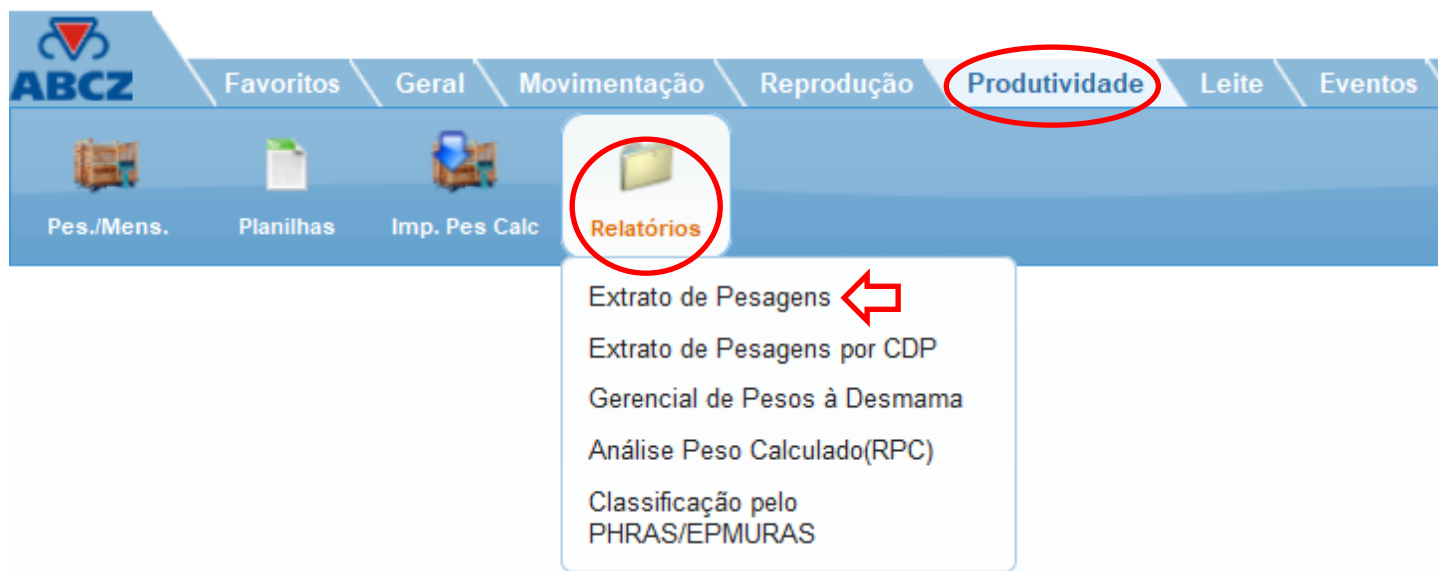 ABCZ
Favoritos Geral Movimentação Reprodução Produtividade Leite Eventos
Pes./Mens. Planilhas Imp. Pes Calc Relatórios
Extrato de Pesagens
Extrato de Pesagens por CDP
Gerencial de Pesos à Desmama
Análise Peso Calculado(RPC)
Classificação pelo
PHRAS/EPMURAS